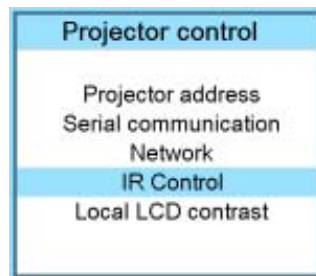 Projector control
Projector address
Serial communication
Network
IR Control
Local LCD contrast